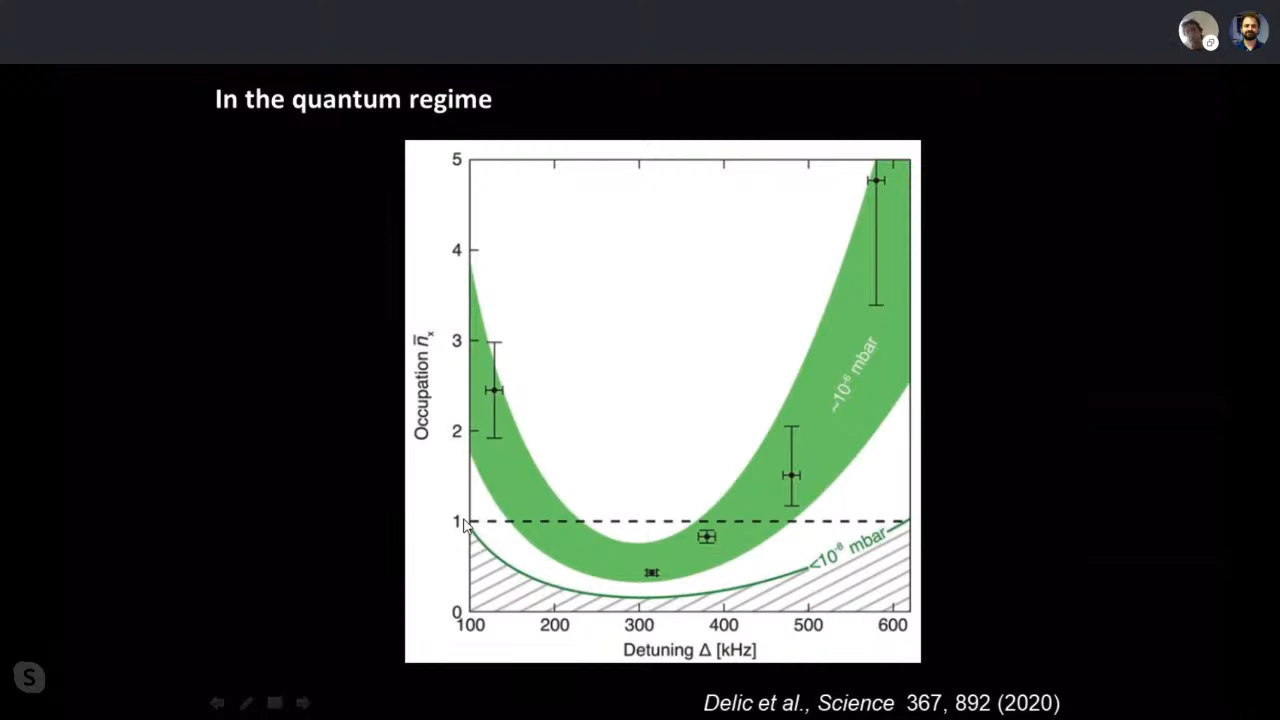 In the quantum regime
5
4
3
2
1
0
Occupation n̄ₓ
~10⁻⁶ mbar
<10⁻⁸ mbar
100 200 300 400 500 600
Detuning Δ [kHz]
S
Delic et al., Science 367, 892 (2020)